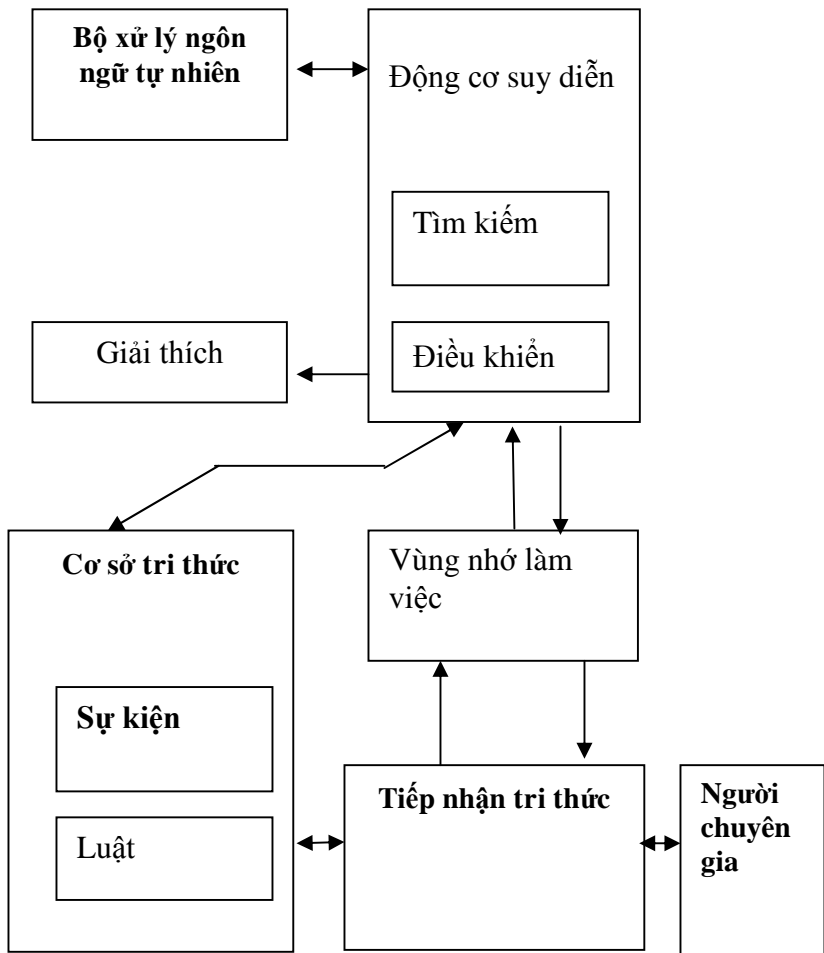 Bộ xử lý ngôn
ngữ tự nhiên
Động cơ suy diễn
Tìm kiếm
Giải thích
Điều khiển
Cơ sở tri thức
Vùng nhớ làm
việc
Sự kiện
Luật
Tiếp nhận tri thức
Người
chuyên
gia